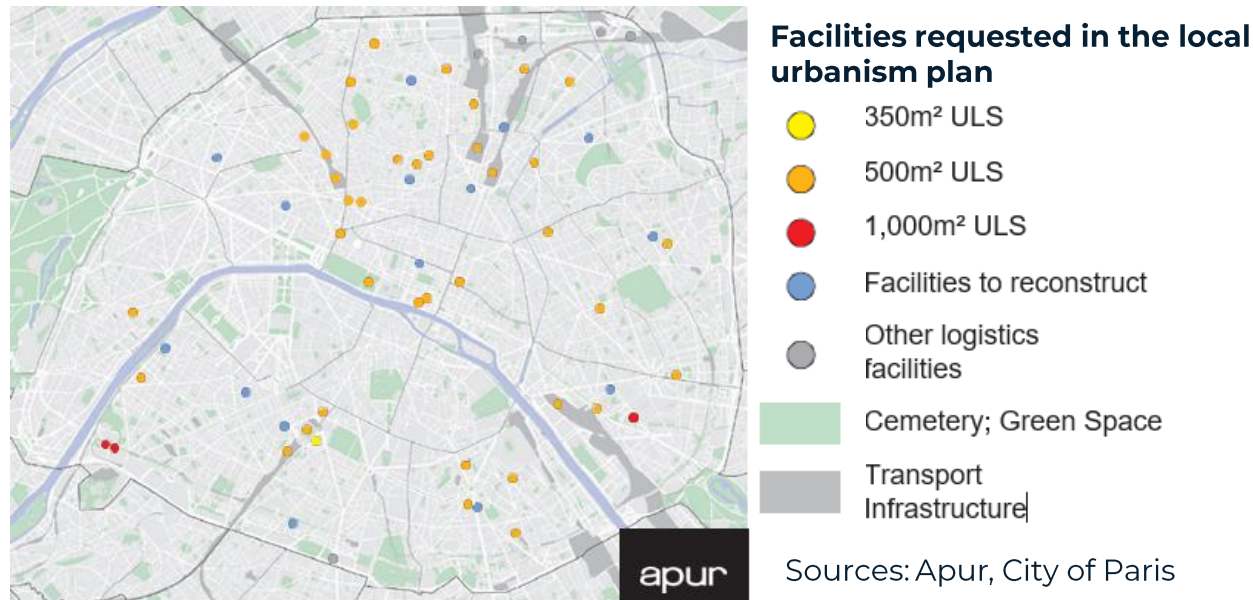 Facilities requested in the local
urbanism plan
350m² ULS
500m² ULS
1,000m² ULS
Facilities to reconstruct
Other logistics
facilities
Cemetery; Green Space
Transport
Infrastructure
apur
Sources: Apur, City of Paris